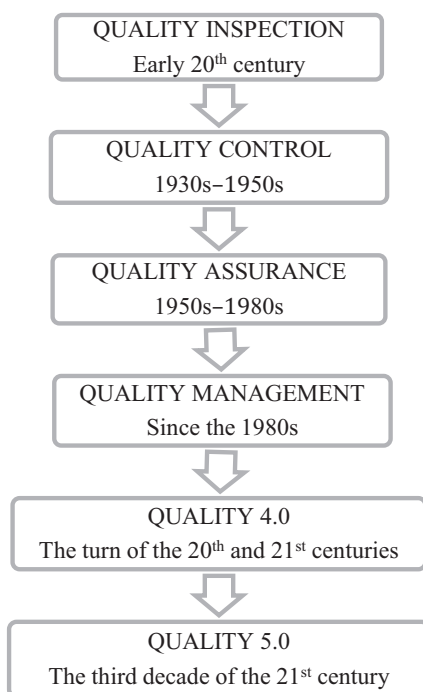 QUALITY INSPECTION
Early 20th century
QUALITY CONTROL
1930s–1950s
QUALITY ASSURANCE
1950s–1980s
QUALITY MANAGEMENT
Since the 1980s
QUALITY 4.0
The turn of the 20th and 21st centuries
QUALITY 5.0
The third decade of the 21st century